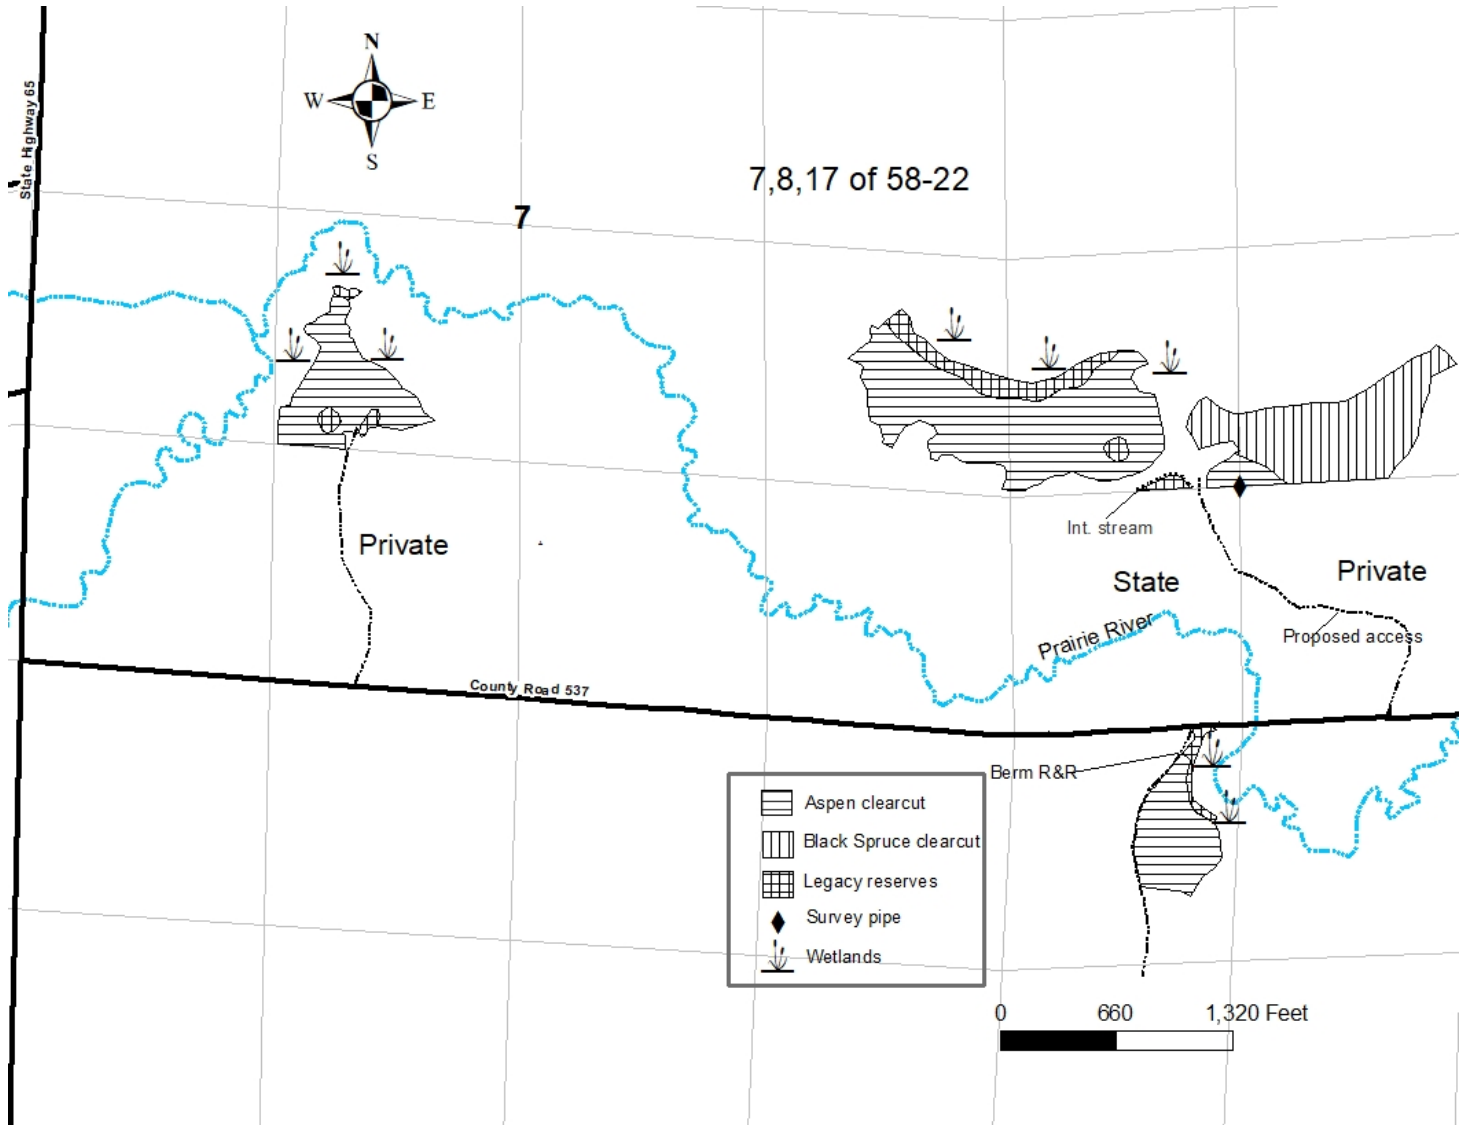 N
W E
S
State Highway 65
7,8,17 of 58-22
7
Int. stream
Private
State
Private
Prairie River
Proposed access
County Road 537
Berm R&R
Aspen clearcut
Black Spruce clearcut
Legacy reserves
Survey pipe
Wetlands
0 660 1,320 Feet